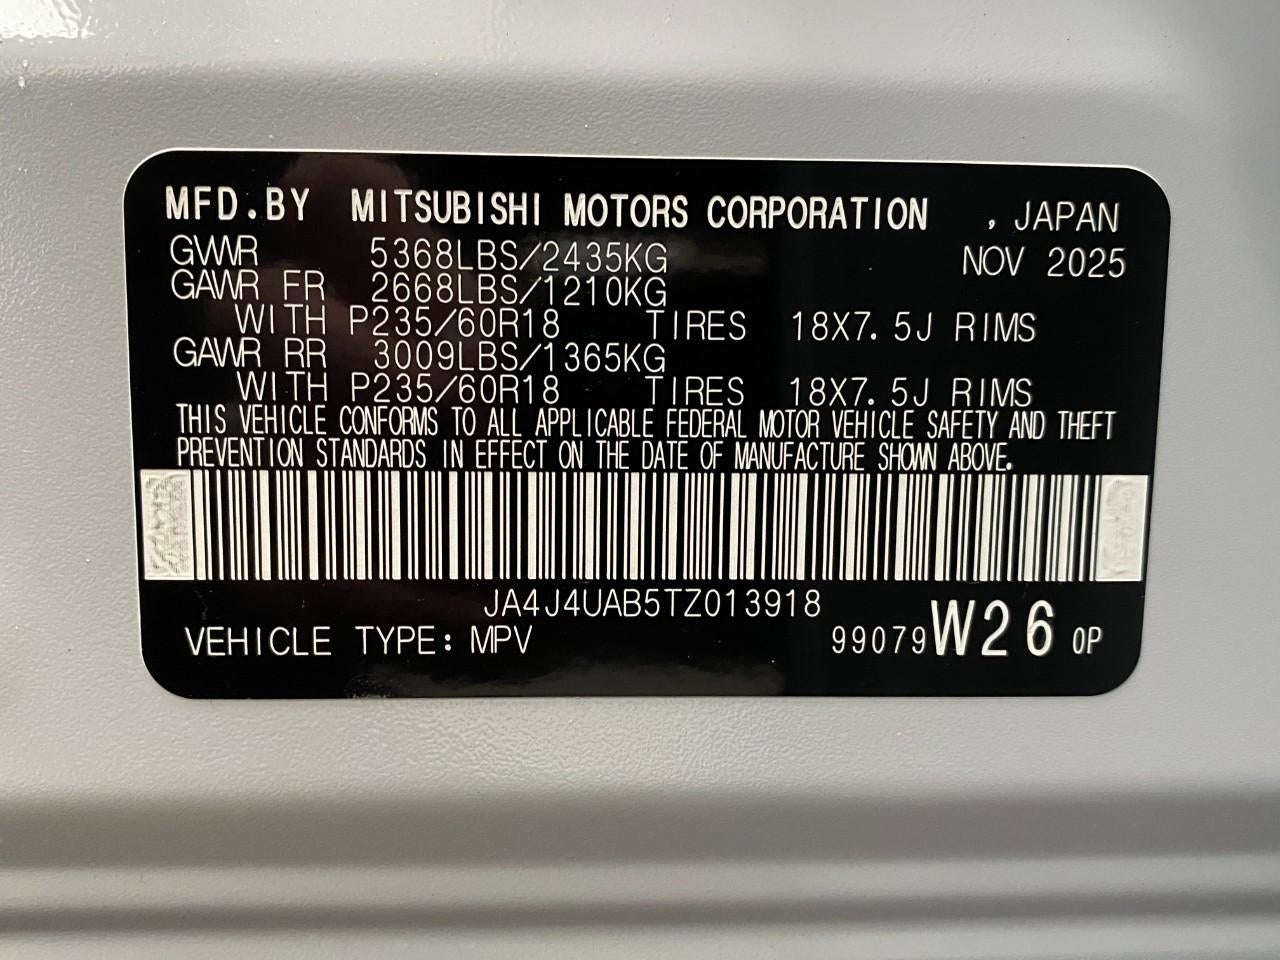 MFD.BY MITSUBISHI MOTORS CORPORATION , JAPAN
GVWR 5368LBS/2435KG NOV 2025
GAWR FR 2668LBS/1210KG
WITH P235/60R18 TIRES 18X7.5J RIMS
GAWR RR 3009LBS/1365KG
WITH P235/60R18 TIRES 18X7.5J RIMS
THIS VEHICLE CONFORMS TO ALL APPLICABLE FEDERAL MOTOR VEHICLE SAFETY AND THEFT
PREVENTION STANDARDS IN EFFECT ON THE DATE OF MANUFACTURE SHOWN ABOVE.
JA4J4UAB5TZ013918
VEHICLE TYPE: MPV 99079 W26 0P